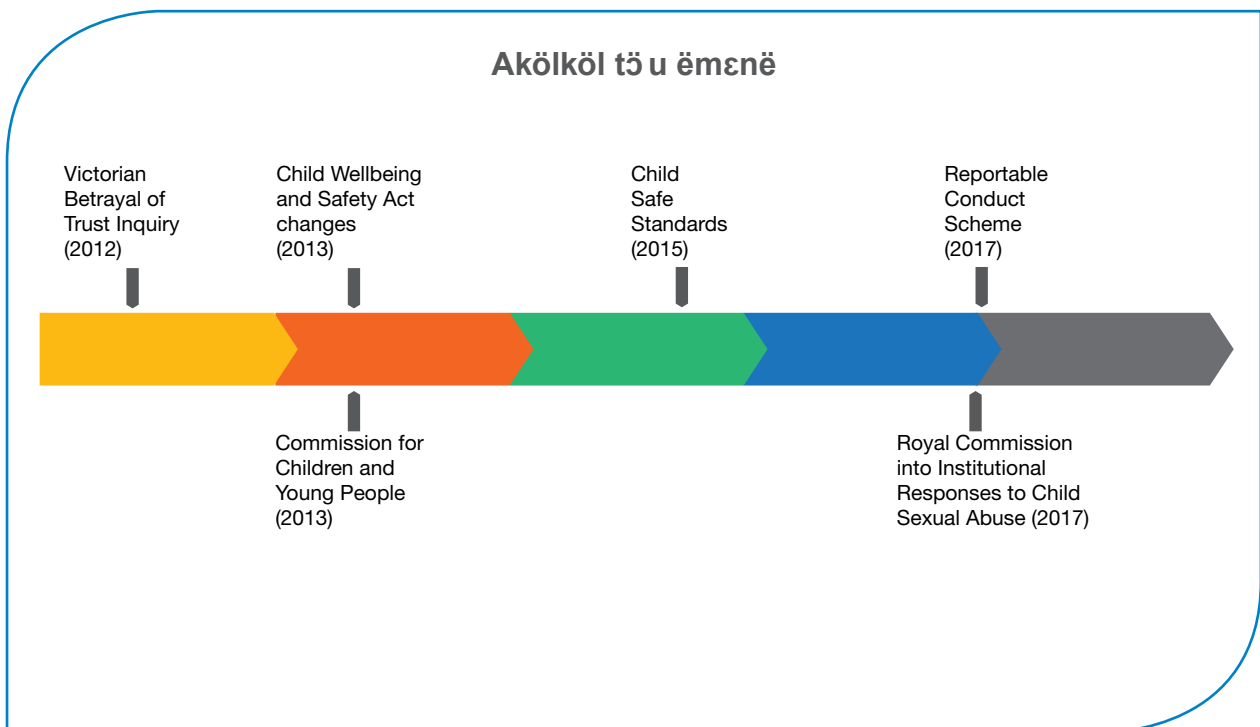 Akölköl tɔ̈ u ëmɛnë
Victorian
Betrayal of
Trust Inquiry
(2012)
Child Wellbeing
and Safety Act
changes
(2013)
Child
Safe
Standards
(2015)
Reportable
Conduct
Scheme
(2017)
Commission for
Children and
Young People
(2013)
Royal Commission
into Institutional
Responses to Child
Sexual Abuse (2017)